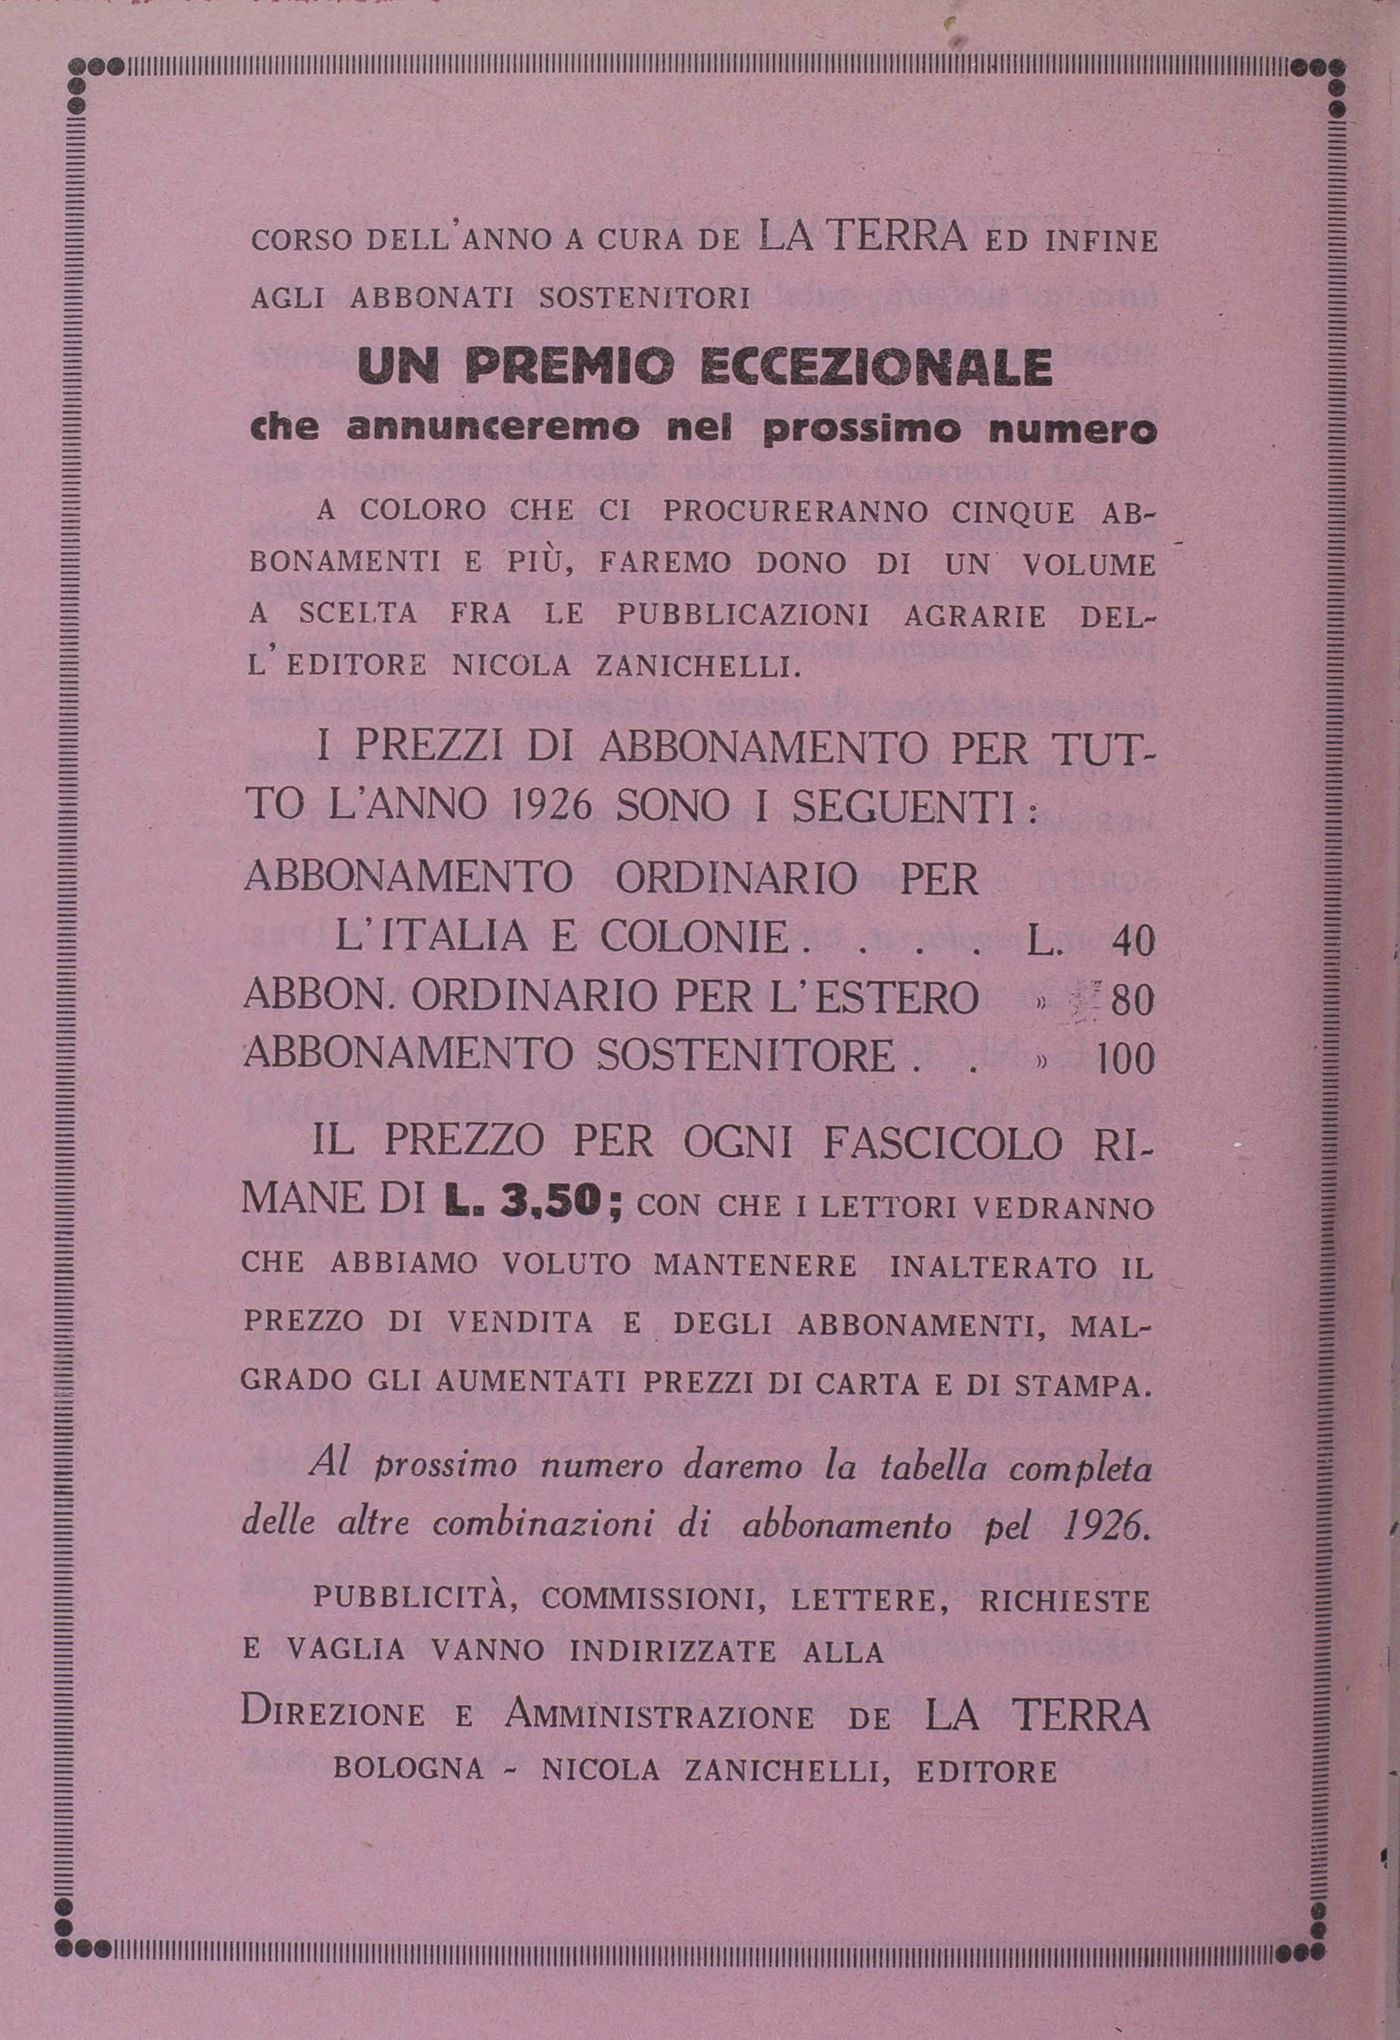 CORSO DELL'ANNO A CURA DE LA TERRA ED INFINE
AGLI ABBONATI SOSTENITORI
UN PREMIO ECCEZIONALE
che annunceremo nel prossimo numero
A COLORO CHE CI PROCURERANNO CINQUE AB-
BONAMENTI E PIÙ, FAREMO DONO DI UN VOLUME
A SCELTA FRA LE PUBBLICAZIONI AGRARIE DEL-
L'EDITORE NICOLA ZANICHELLI.
I PREZZI DI ABBONAMENTO PER TUT-
TO L'ANNO 1926 SONO I SEGUENTI:
ABBONAMENTO ORDINARIO PER
L'ITALIA E COLONIE . . . . L. 40
ABBON. ORDINARIO PER L'ESTERO » 80
ABBONAMENTO SOSTENITORE . . » 100
IL PREZZO PER OGNI FASCICOLO RI-
MANE DI L. 3,50; CON CHE I LETTORI VEDRANNO
CHE ABBIAMO VOLUTO MANTENERE INALTERATO IL
PREZZO DI VENDITA E DEGLI ABBONAMENTI, MAL-
GRADO GLI AUMENTATI PREZZI DI CARTA E DI STAMPA.
Al prossimo numero daremo la tabella completa
delle altre combinazioni di abbonamento pel 1926.
PUBBLICITÀ, COMMISSIONI, LETTERE, RICHIESTE
E VAGLIA VANNO INDIRIZZATE ALLA
DIREZIONE E AMMINISTRAZIONE DE LA TERRA
BOLOGNA - NICOLA ZANICHELLI, EDITORE